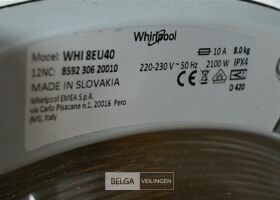 Whirlpool
Model: WHI 8EU40
12NC: 8592 306 20010
MADE IN SLOVAKIA
Whirlpool EMEA S.p.A.
via Carlo Pisacane n.1, 20016 Pero
(MI), Italy
10 A 8.0 kg
220-230 V ~ 50 Hz 2100 W IPX4
CE
D 420
BELGA VEILINGEN